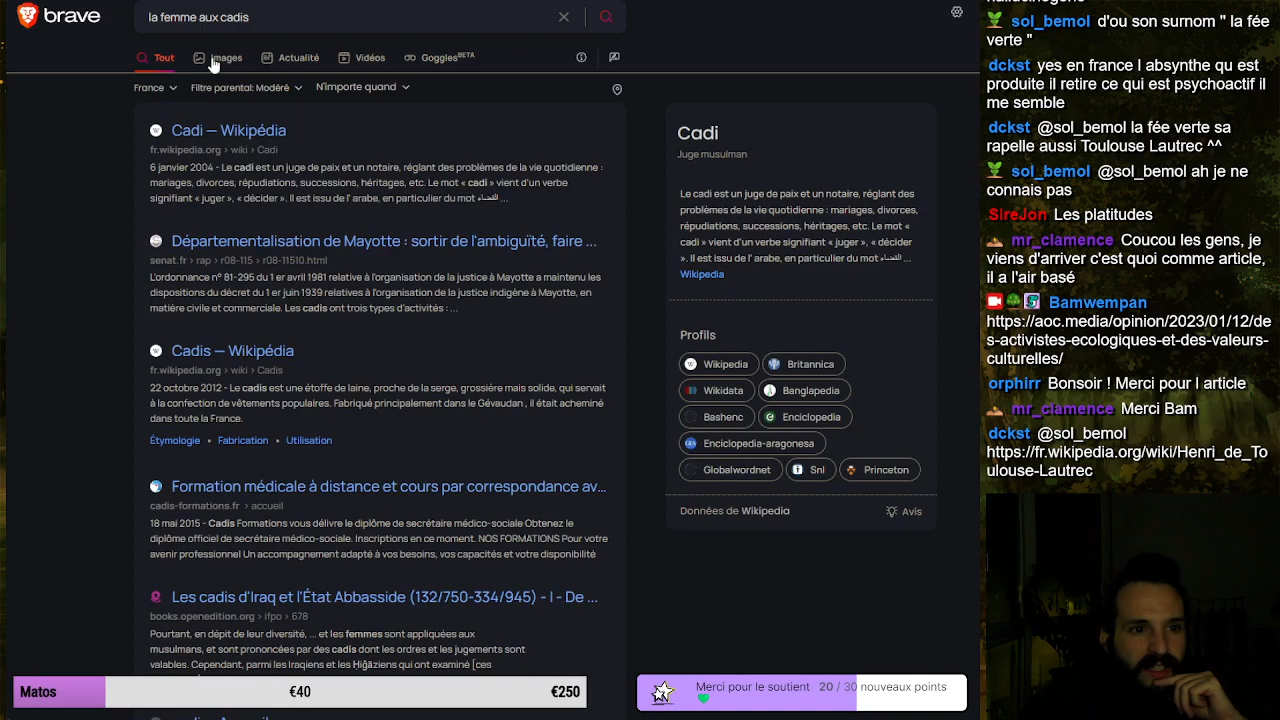 brave
la femme aux cadis
Tout
Images
Actualité
Vidéos
Goggles BETA
France
Filtre parental: Modéré
N'importe quand
Cadi — Wikipédia
fr.wikipedia.org › wiki › Cadi
6 janvier 2004 - Le cadi est un juge de paix et un notaire, réglant des problèmes de la vie quotidienne :
mariages, divorces, répudiations, successions, héritages, etc. Le mot « cadi » vient d'un verbe
signifiant « juger », « décider ». Il est issu de l' arabe, en particulier du mot القضاء ...
Départementalisation de Mayotte : sortir de l'ambiguïté, faire ...
senat.fr › rap › r08-115 › r08-11510.html
L'ordonnance n° 81-295 du 1 er avril 1981 relative à l'organisation de la justice à Mayotte a maintenu les
dispositions du décret du 1 er juin 1939 relatives à l'organisation de la justice indigène à Mayotte, en
matière civile et commerciale. Les cadis ont trois types d'activités : ...
Cadis — Wikipédia
fr.wikipedia.org › wiki › Cadis
22 octobre 2012 - Le cadis est une étoffe de laine, proche de la serge, grossière mais solide, qui servait
à la confection de vêtements populaires. Fabriqué principalement dans le Gévaudan , il était acheminé
dans toute la France.
Étymologie • Fabrication • Utilisation
Formation médicale à distance et cours par correspondance av...
cadis-formations.fr › accueil
18 mai 2015 - Cadis Formations vous délivre le diplôme de secrétaire médico-sociale Obtenez le
diplôme officiel de secrétaire médico-sociale. Inscriptions en ce moment. NOS FORMATIONS Pour votre
avenir professionnel Un accompagnement adapté à vos besoins, vos capacités et votre disponibilité
Les cadis d'Iraq et l'État Abbasside (132/750-334/945) - I - De ...
books.openedition.org › ifpo › 678
Pourtant, en dépit de leur diversité, ... et les femmes sont appliquées aux
musulmans, et sont prononcées par des cadis dont les ordres et les jugements sont
valables. Cependant, parmi les Iraqiens et les Ḥiǧāziens qui ont examiné [ces
Cadi
Juge musulman
Le cadi est un juge de paix et un notaire, réglant des
problèmes de la vie quotidienne : mariages, divorces,
répudiations, successions, héritages, etc. Le mot «
cadi » vient d'un verbe signifiant « juger », « décider
». Il est issu de l' arabe, en particulier du mot القضاء ...
Wikipedia
Profils
Wikipedia
Britannica
Wikidata
Banglapedia
Bashenc
Enciclopedia
Enciclopedia-aragonesa
Globalwordnet
Snl
Princeton
Données de Wikipedia
Avis
Matos
€40
€250
Merci pour le soutient 20 / 30 nouveaux points
sol_bemol d'ou son surnom " la fée
verte "
dckst yes en france l absynthe qu est
produite il retire ce qui est psychoactif il
me semble
dckst @sol_bemol la fée verte sa
rapelle aussi Toulouse Lautrec ^^
sol_bemol @sol_bemol ah je ne
connais pas
SireJon Les platitudes
mr_clamence Coucou les gens, je
viens d'arriver c'est quoi comme article,
il a l'air basé
Bamwempan
https://aoc.media/opinion/2023/01/12/de
s-activistes-ecologiques-et-des-valeurs-
culturelles/
orphirr Bonsoir ! Merci pour l article
mr_clamence Merci Bam
dckst @sol_bemol
https://fr.wikipedia.org/wiki/Henri_de_To
ulouse-Lautrec